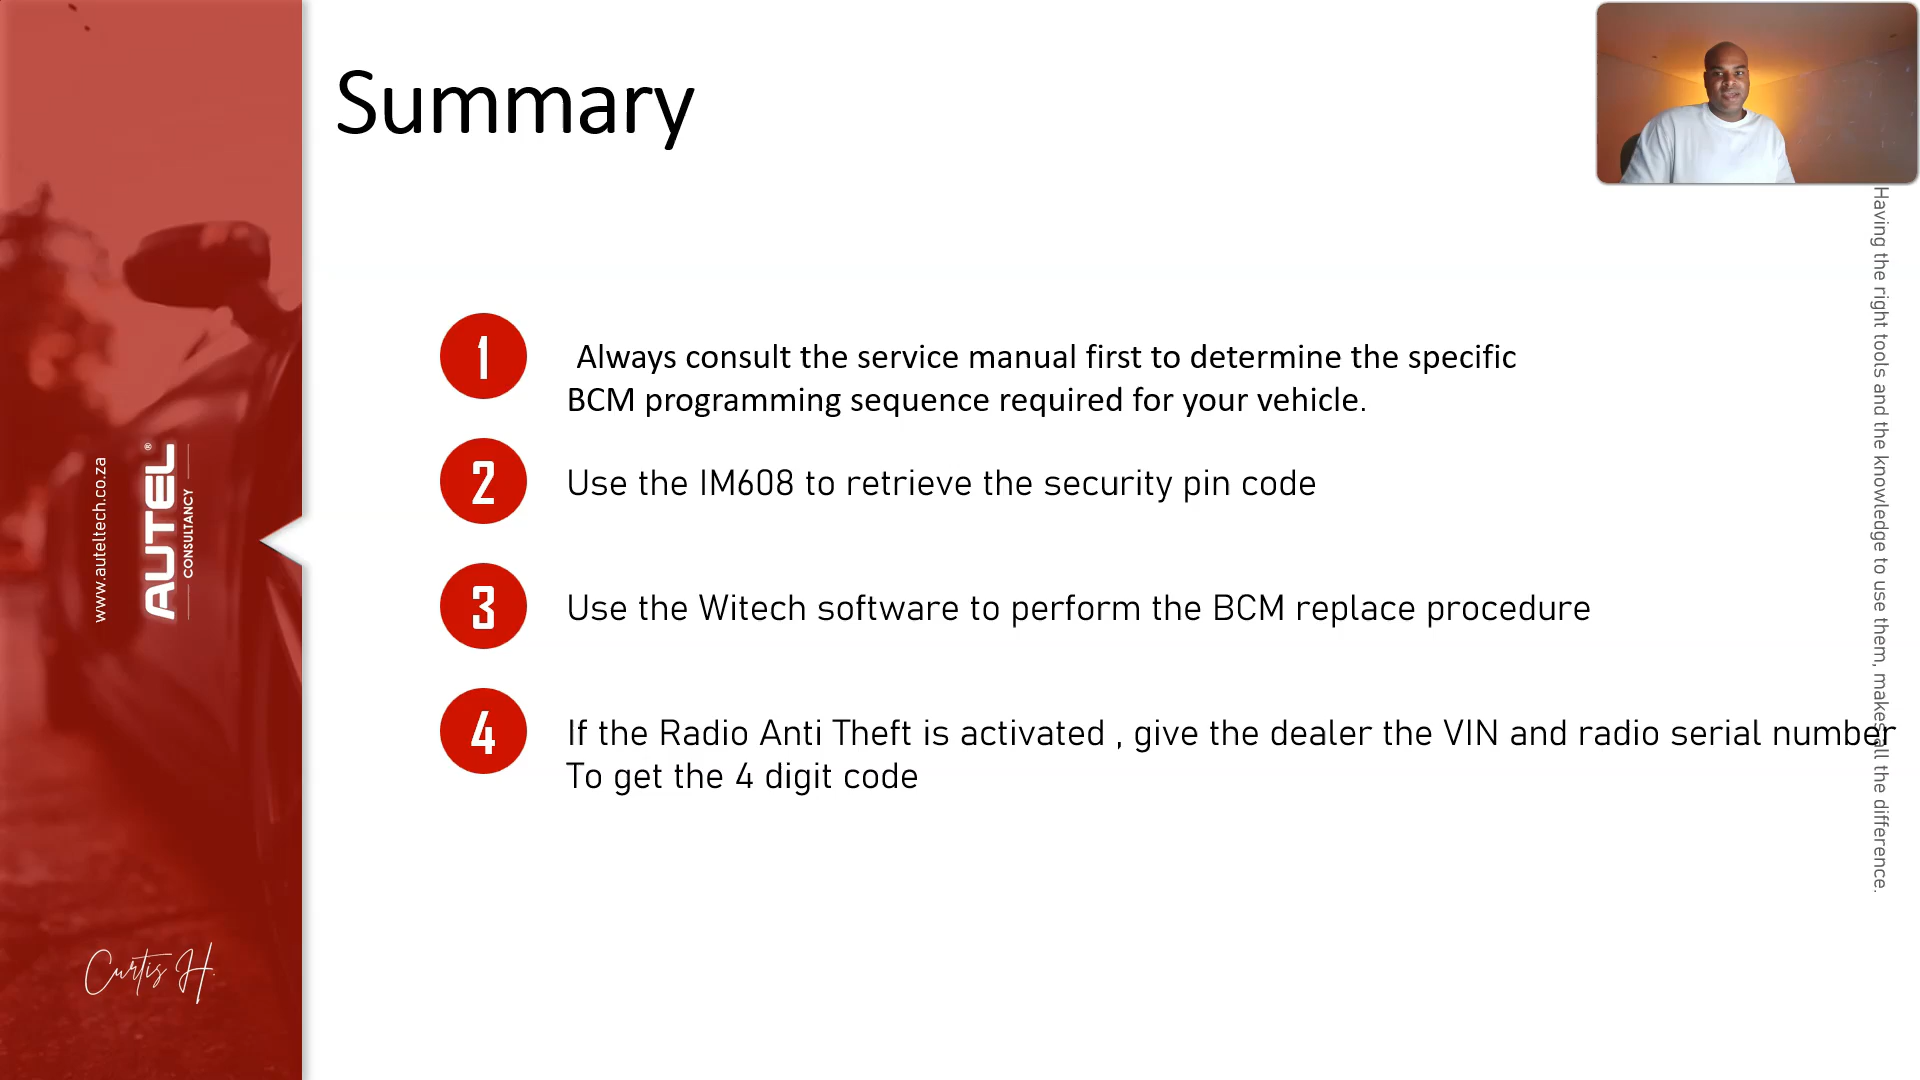 Summary
1
Always consult the service manual first to determine the specific
BCM programming sequence required for your vehicle.
2
Use the IM608 to retrieve the security pin code
3
Use the Witech software to perform the BCM replace procedure
4
If the Radio Anti Theft is activated , give the dealer the VIN and radio serial number
To get the 4 digit code
www.auteltech.co.za
AUTEL®
CONSULTANCY
Curtis H.
Having the right tools and the knowledge to use them, makes all the difference.